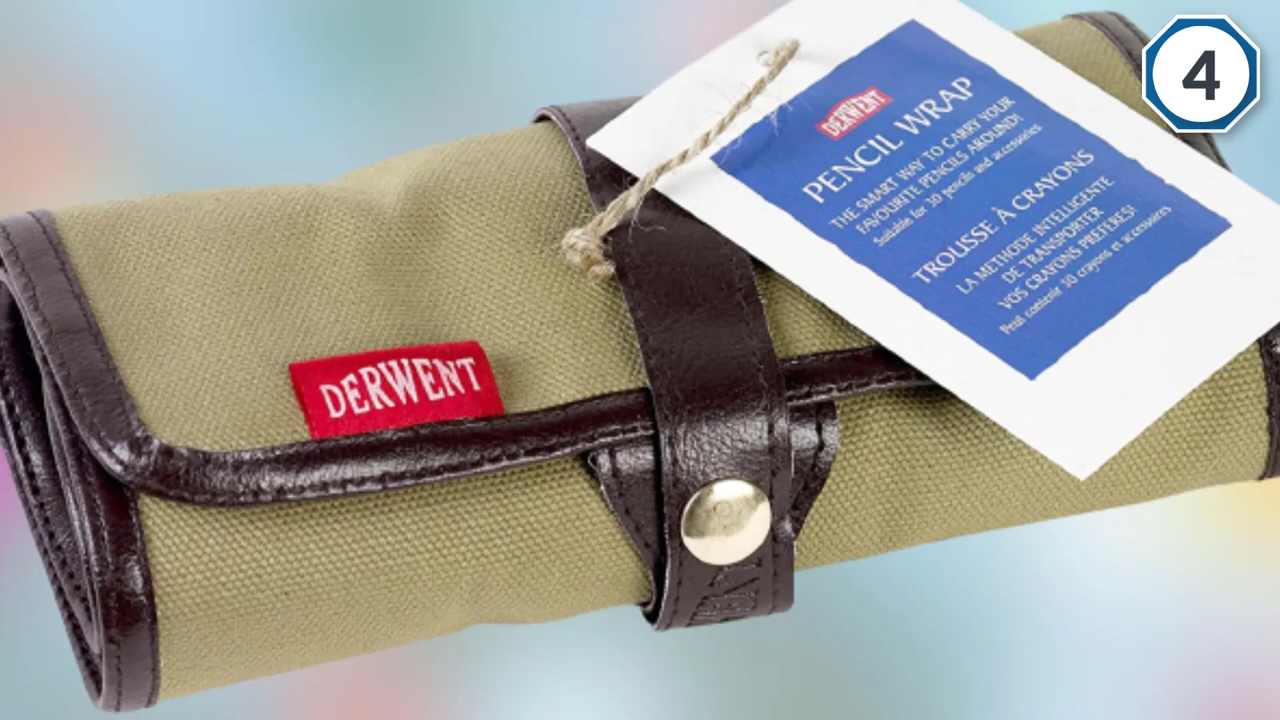 4
DERWENT
PENCIL WRAP
THE SMART WAY TO CARRY YOUR
FAVOURITE PENCILS AROUND!
Suitable for 30 pencils and accessories
TROUSSE À CRAYONS
LA METHODE INTELLIGENTE
DE TRANSPORTER
VOS CRAYONS PRÉFÉRÉS!
Peut contenir 30 crayons et accessoires
DERWENT